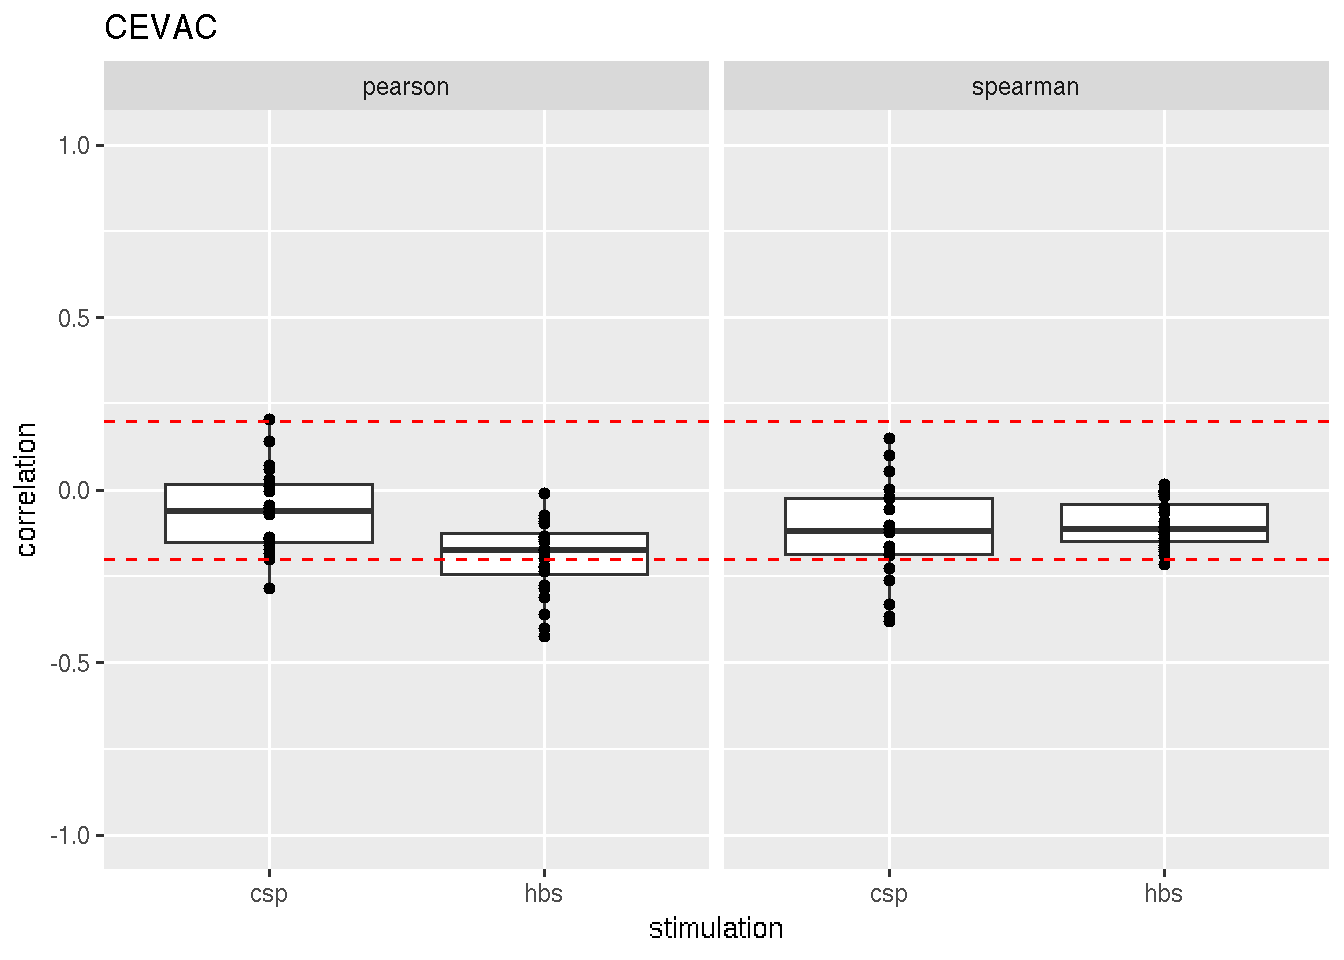 CEVAC
pearson
spearman
1.0
0.5
0.0
-0.5
-1.0
correlation
csp
hbs
csp
hbs
stimulation